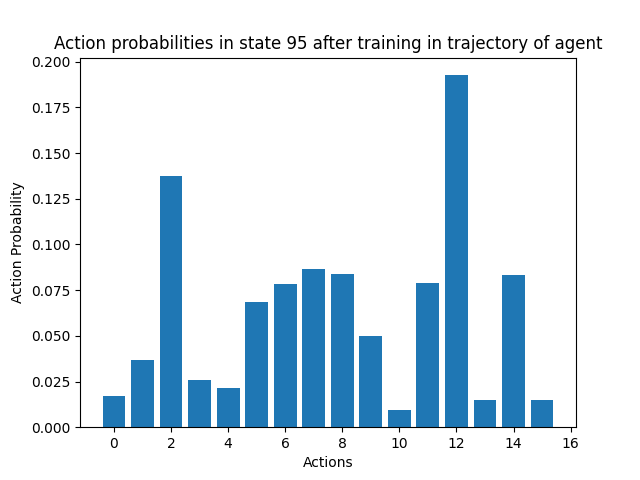 Action probabilities in state 95 after training in trajectory of agent
0.200
0.175
0.150
0.125
0.100
0.075
0.050
0.025
0.000
Action Probability
0 2 4 6 8 10 12 14 16
Actions